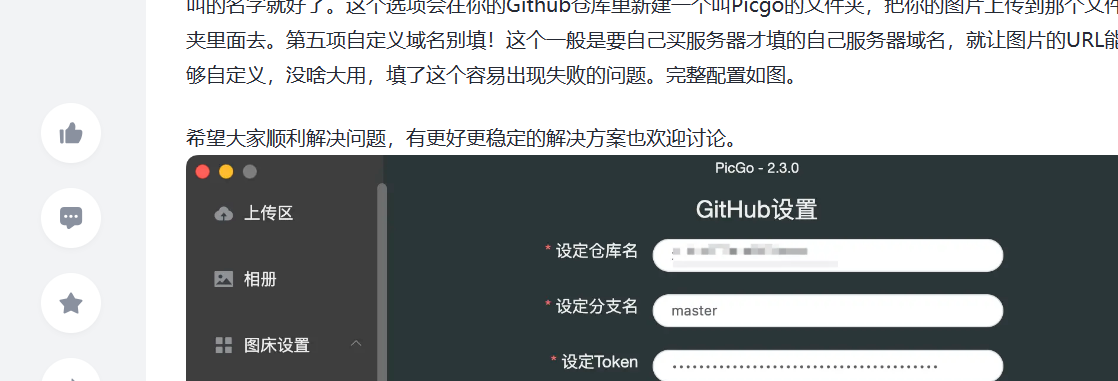 叫的名字就好了。这个选项会在你的Github仓库里新建一个叫Picgo的文件夹，把你的图片上传到那个文件
夹里面去。第五项自定义域名别填！这个一般是要自己买服务器才填的自己服务器域名，就让图片的URL能
够自定义，没啥大用，填了这个容易出现失败的问题。完整配置如图。
希望大家顺利解决问题，有更好更稳定的解决方案也欢迎讨论。
PicGo - 2.3.0
上传区
GitHub设置
* 设定仓库名
相册
* 设定分支名 master
图床设置
* 设定Token